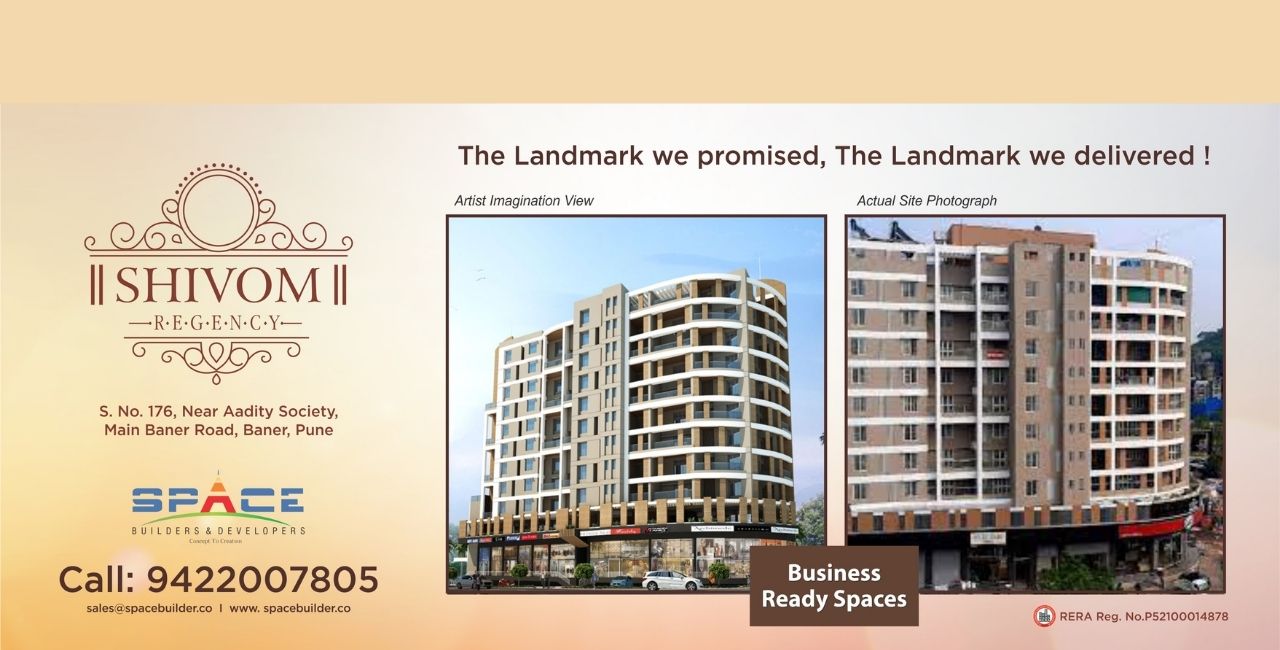 The Landmark we promised, The Landmark we delivered !
SHIVOM
R·E·G·E·N·C·Y
S. No. 176, Near Aadity Society,
Main Baner Road, Baner, Pune
SPACE
BUILDERS & DEVELOPERS
Concept To Creation
Call: 9422007805
sales@spacebuilder.co I www. spacebuilder.co
Artist Imagination View
Actual Site Photograph
Business
Ready Spaces
RERA Reg. No.P52100014878